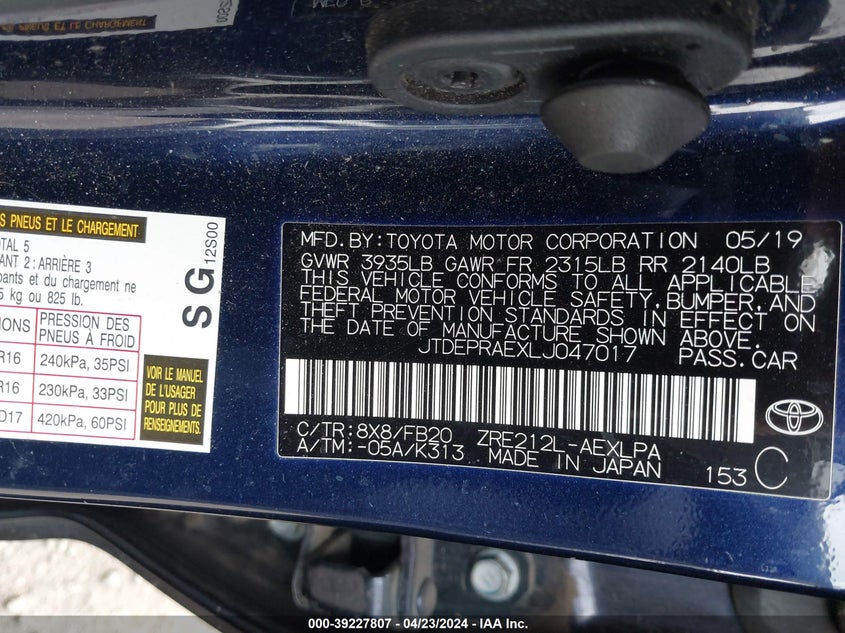 S PNEUS ET LE CHARGEMENT
TAL 5
ANT 2: ARRIÈRE 3
pants et du chargement ne
5 kg ou 825 lb.
IONS PRESSION DES PNEUS À FROID
R16 240kPa, 35PSI
R16 230kPa, 33PSI
D17 420kPa, 60PSI
VOIR LE MANUEL
DE L'USAGER
POUR PLUS DE
RENSEIGNEMENTS
SG 12S00
MFD. BY: TOYOTA MOTOR CORPORATION 05/19
GVWR 3935LB GAWR FR 2315LB RR 2140LB
THIS VEHICLE CONFORMS TO ALL APPLICABLE
FEDERAL MOTOR VEHICLE SAFETY, BUMPER, AND
THEFT PREVENTION STANDARDS IN EFFECT ON
THE DATE OF MANUFACTURE SHOWN ABOVE.
JTDEPRAEXLJ047017 PASS. CAR
C/TR: 8X8/FB20 ZRE212L-AEXLPA
A/TM: -05A/K313 MADE IN JAPAN
153 C
000-39227807 - 04/23/2024 - IAA Inc.